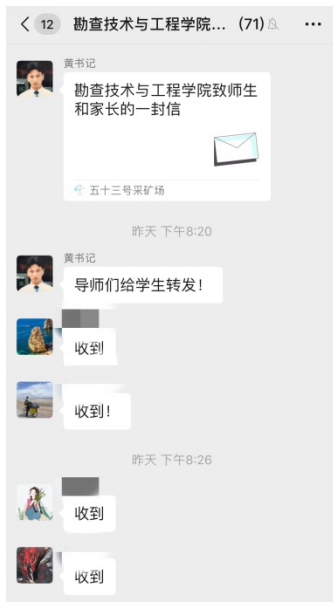 12 勘查技术与工程学院... (71)
黄书记
勘查技术与工程学院致师生
和家长的一封信
五十三号采矿场
昨天 下午8:20
黄书记
导师们给学生转发！
收到
收到！
昨天 下午8:26
收到
收到